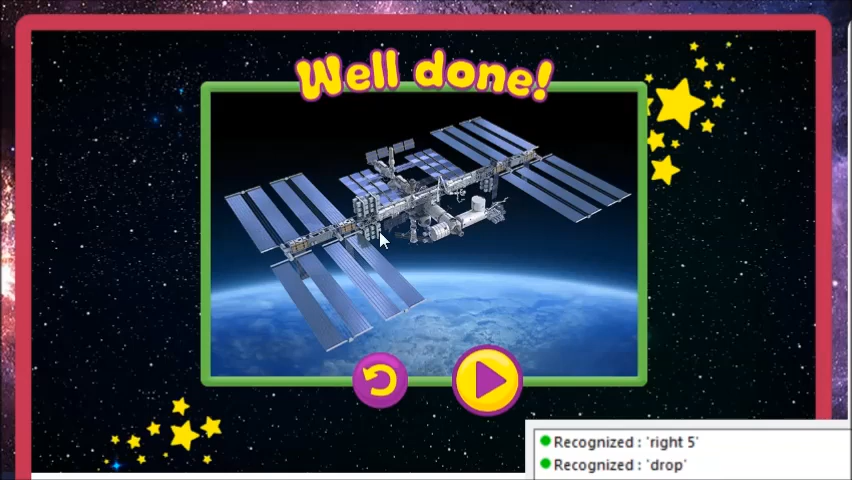 Well done!
Recognized : 'right 5'
Recognized : 'drop'